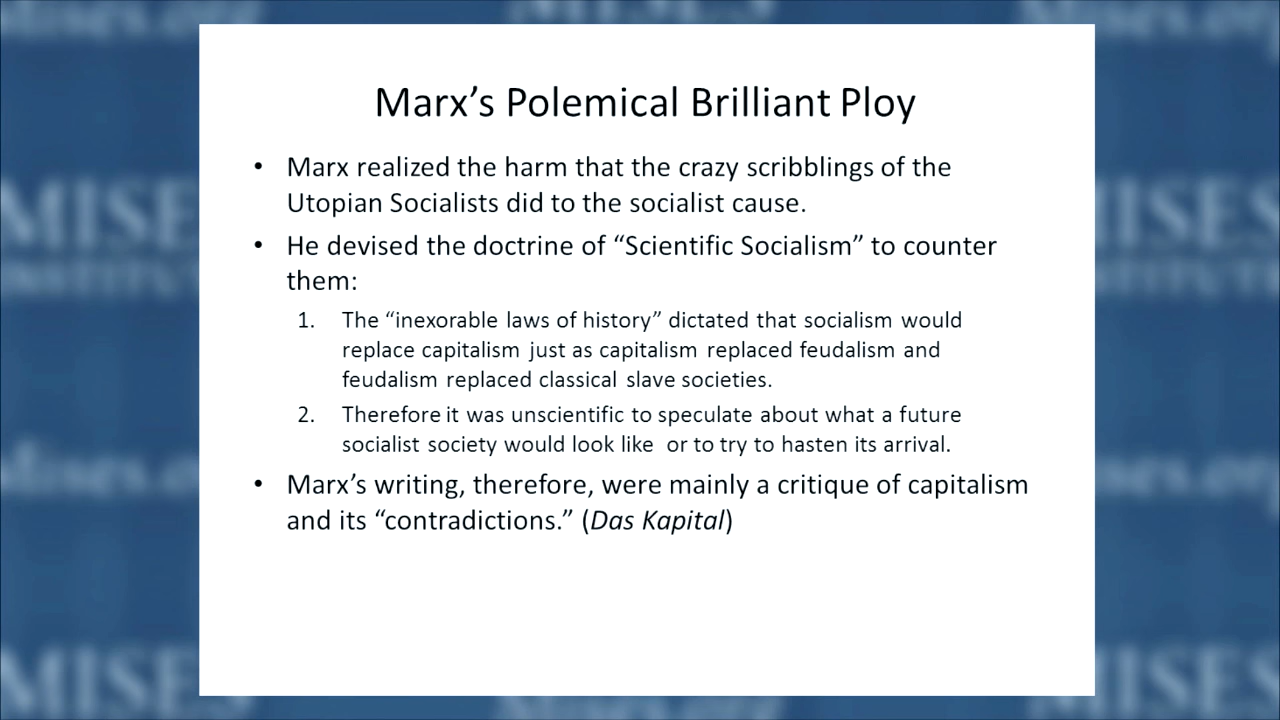 Marx's Polemical Brilliant Ploy
• Marx realized the harm that the crazy scribblings of the
Utopian Socialists did to the socialist cause.
• He devised the doctrine of “Scientific Socialism” to counter
them:
1. The “inexorable laws of history” dictated that socialism would
replace capitalism just as capitalism replaced feudalism and
feudalism replaced classical slave societies.
2. Therefore it was unscientific to speculate about what a future
socialist society would look like or to try to hasten its arrival.
• Marx’s writing, therefore, were mainly a critique of capitalism
and its “contradictions.” (Das Kapital)